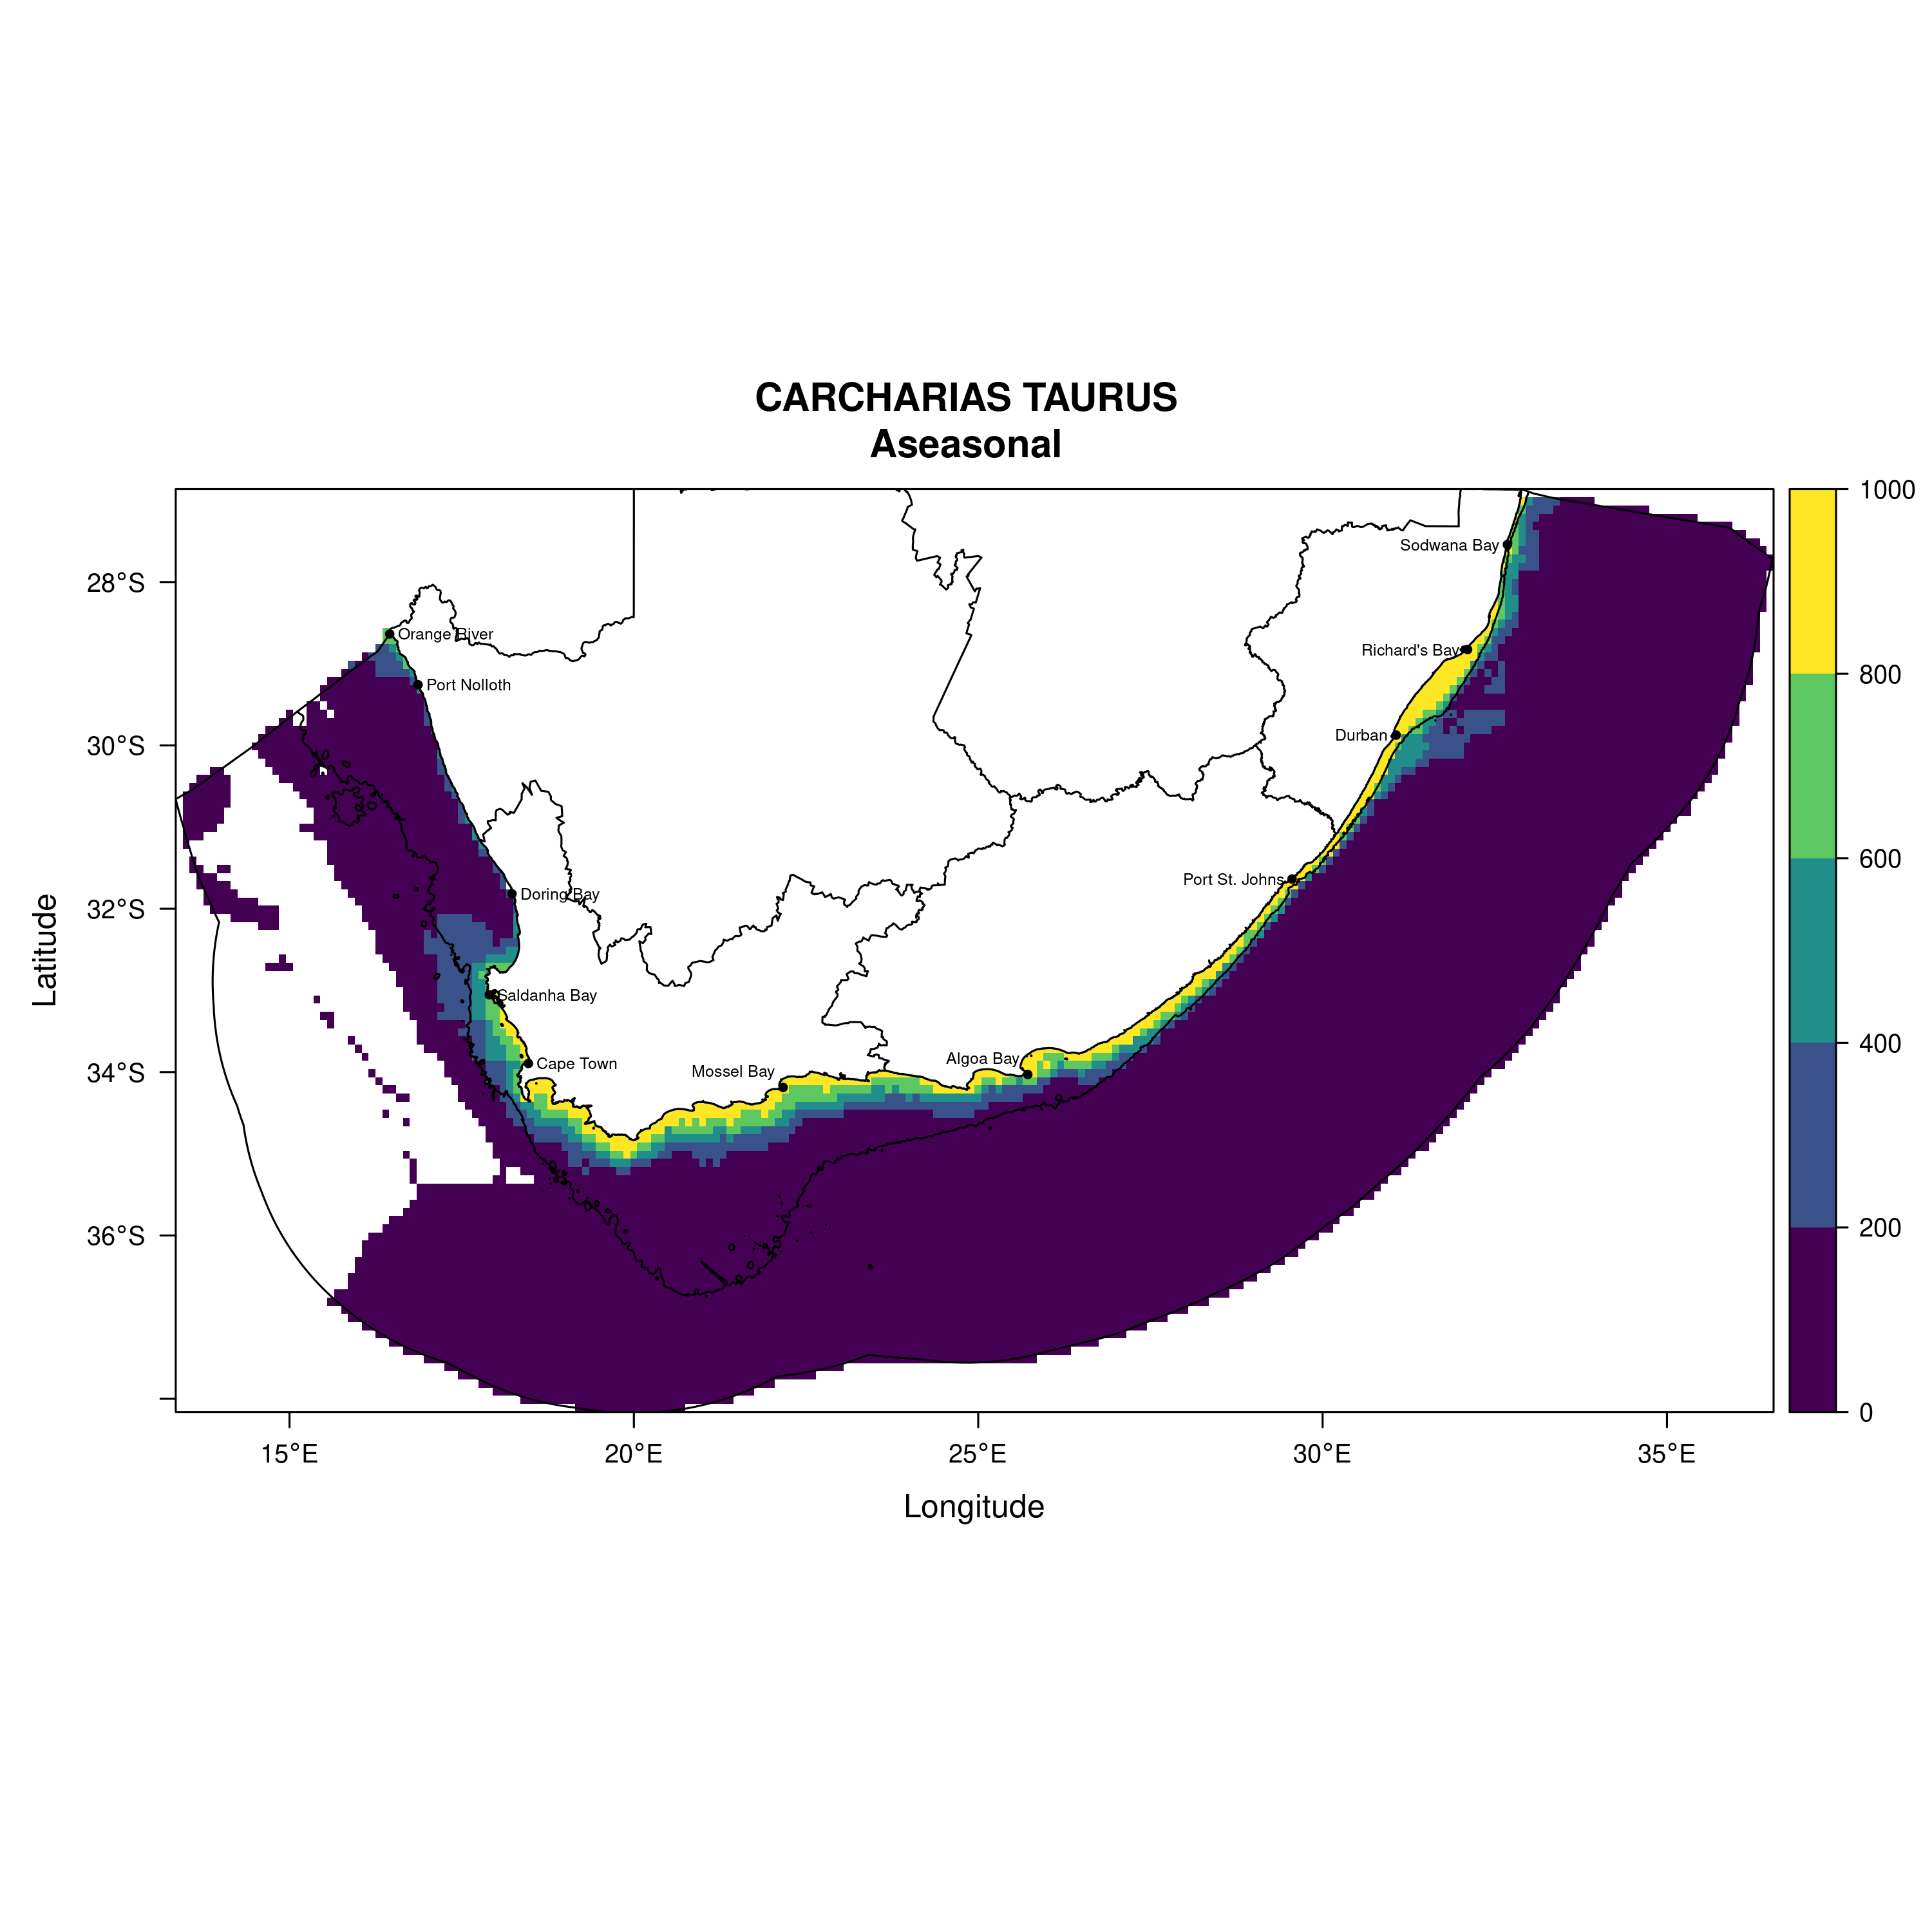 CARCHARIAS TAURUS
Aseasonal
1000
800
600
400
200
0
28°S
30°S
32°S
34°S
36°S
Latitude
Sodwana Bay
Orange River
Richard's Bay
Port Nolloth
Durban
Port St. Johns
Doring Bay
Saldanha Bay
Cape Town
Mossel Bay
Algoa Bay
15°E
20°E
25°E
30°E
35°E
Longitude